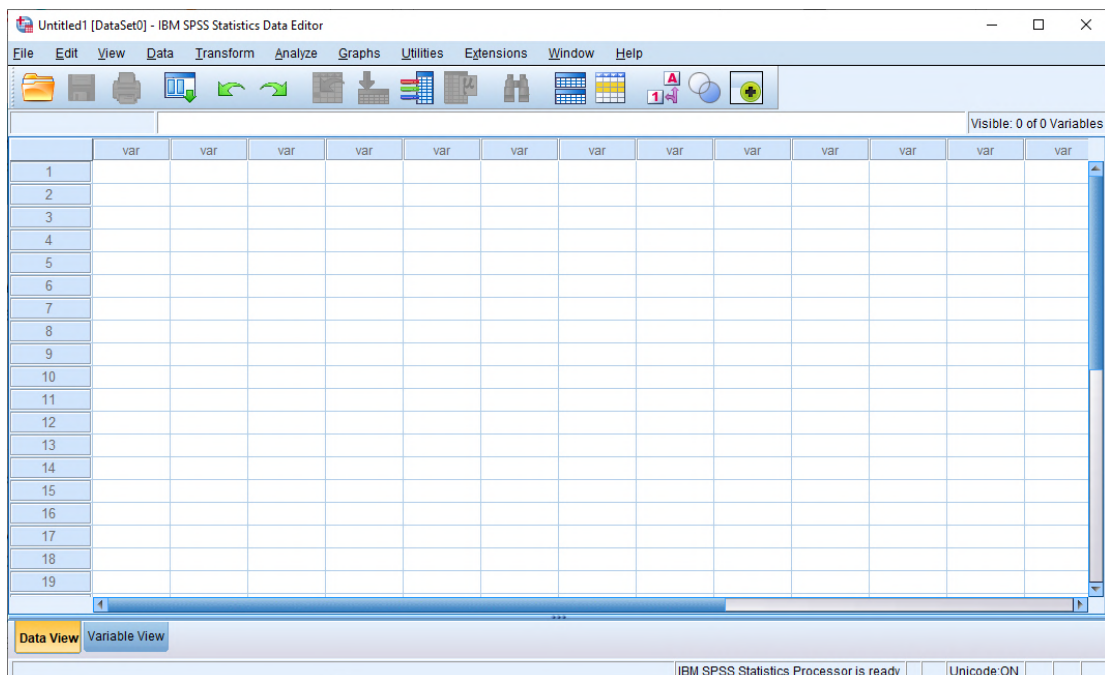 Untitled1 [DataSet0] - IBM SPSS Statistics Data Editor
File Edit View Data Transform Analyze Graphs Utilities Extensions Window Help
A
1
μ
Visible: 0 of 0 Variables
var var var var var var var var var var var var var
1
2
3
4
5
6
7
8
9
10
11
12
13
14
15
16
17
18
19
Data View Variable View
IBM SPSS Statistics Processor is ready Unicode:ON